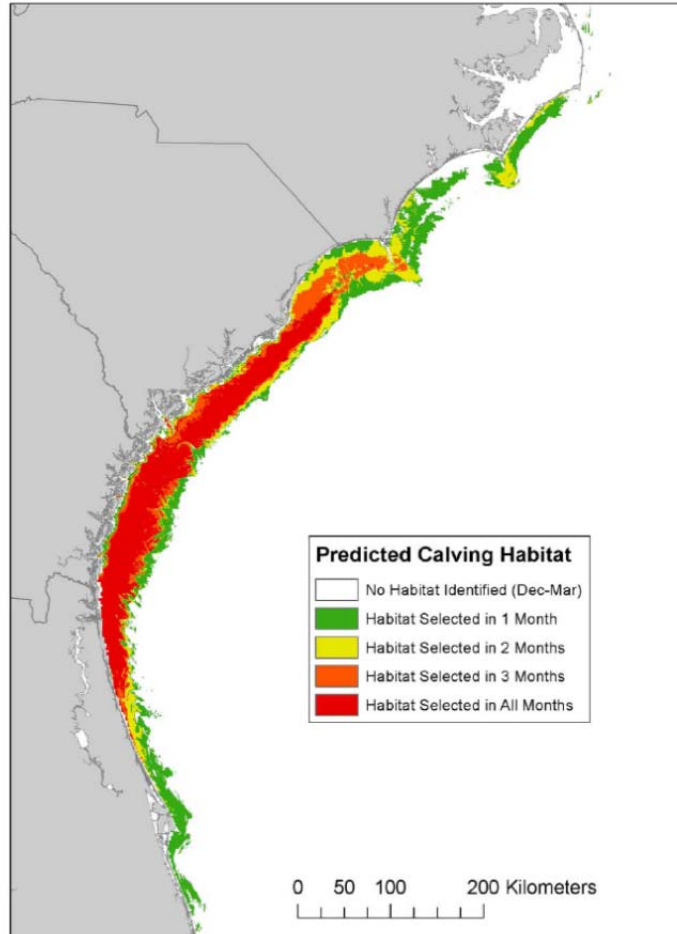 Predicted Calving Habitat
No Habitat Identified (Dec-Mar)
Habitat Selected in 1 Month
Habitat Selected in 2 Months
Habitat Selected in 3 Months
Habitat Selected in All Months
0 50 100 200 Kilometers